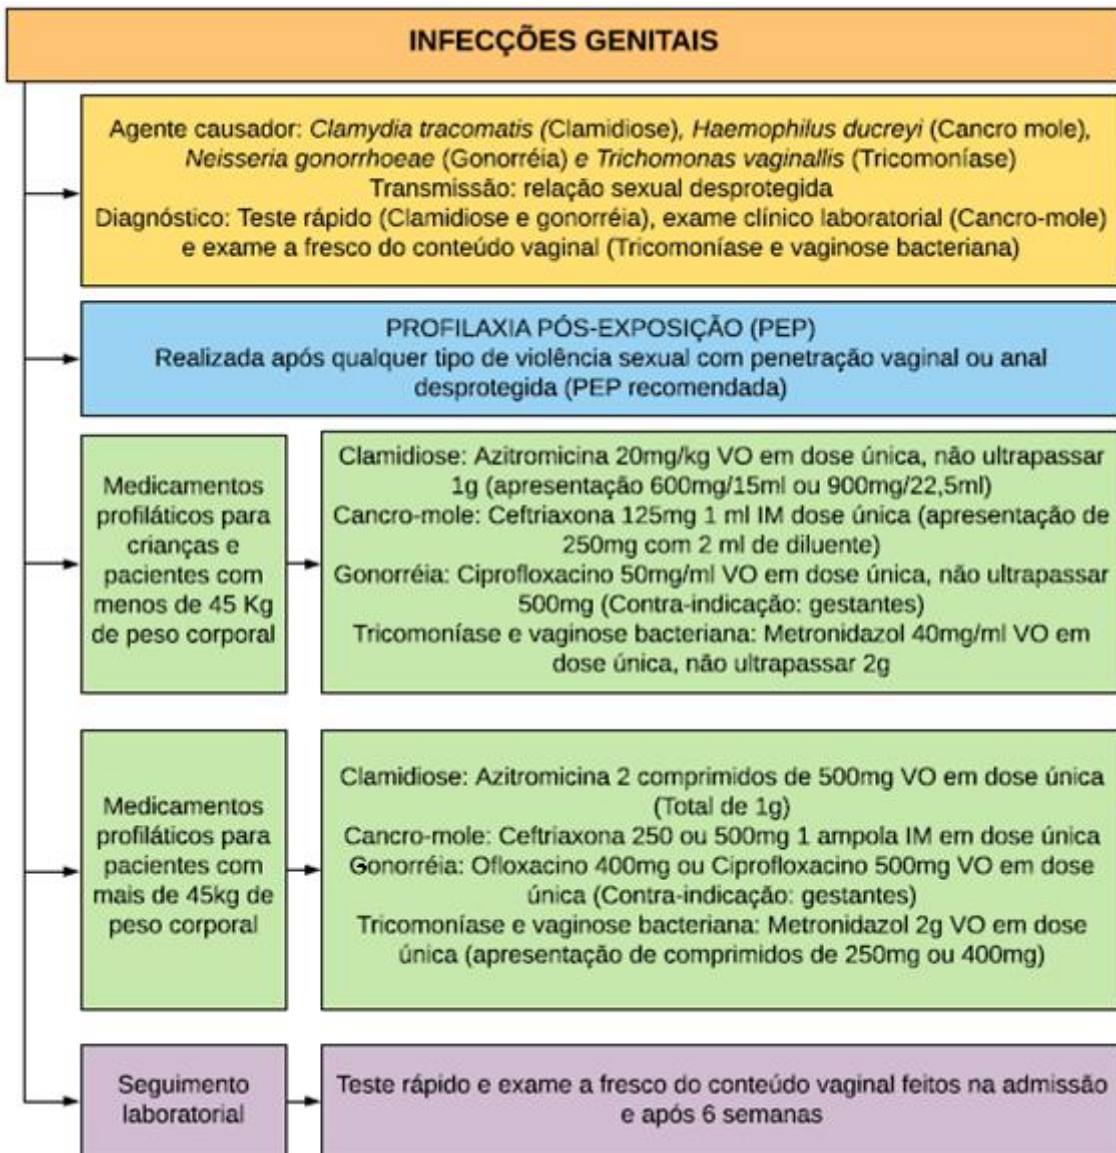 INFECÇÕES GENITAIS
Agente causador: Clamydia tracomatis (Clamidiose), Haemophilus ducreyi (Cancro mole),
Neisseria gonorrhoeae (Gonorréia) e Trichomonas vaginallis (Tricomoníase)
Transmissão: relação sexual desprotegida
Diagnóstico: Teste rápido (Clamidiose e gonorréia), exame clínico laboratorial (Cancro-mole)
e exame a fresco do conteúdo vaginal (Tricomoníase e vaginose bacteriana)
PROFILAXIA PÓS-EXPOSIÇÃO (PEP)
Realizada após qualquer tipo de violência sexual com penetração vaginal ou anal
desprotegida (PEP recomendada)
Medicamentos
profiláticos para
crianças e
pacientes com
menos de 45 Kg
de peso corporal
Clamidiose: Azitromicina 20mg/kg VO em dose única, não ultrapassar
1g (apresentação 600mg/15ml ou 900mg/22,5ml)
Cancro-mole: Ceftriaxona 125mg 1 ml IM dose única (apresentação de
250mg com 2 ml de diluente)
Gonorréia: Ciprofloxacino 50mg/ml VO em dose única, não ultrapassar
500mg (Contra-indicação: gestantes)
Tricomoníase e vaginose bacteriana: Metronidazol 40mg/ml VO em
dose única, não ultrapassar 2g
Medicamentos
profiláticos para
pacientes com
mais de 45kg de
peso corporal
Clamidiose: Azitromicina 2 comprimidos de 500mg VO em dose única
(Total de 1g)
Cancro-mole: Ceftriaxona 250 ou 500mg 1 ampola IM em dose única
Gonorréia: Ofloxacino 400mg ou Ciprofloxacino 500mg VO em dose
única (Contra-indicação: gestantes)
Tricomoníase e vaginose bacteriana: Metronidazol 2g VO em dose
única (apresentação de comprimidos de 250mg ou 400mg)
Seguimento
laboratorial
Teste rápido e exame a fresco do conteúdo vaginal feitos na admissão
e após 6 semanas